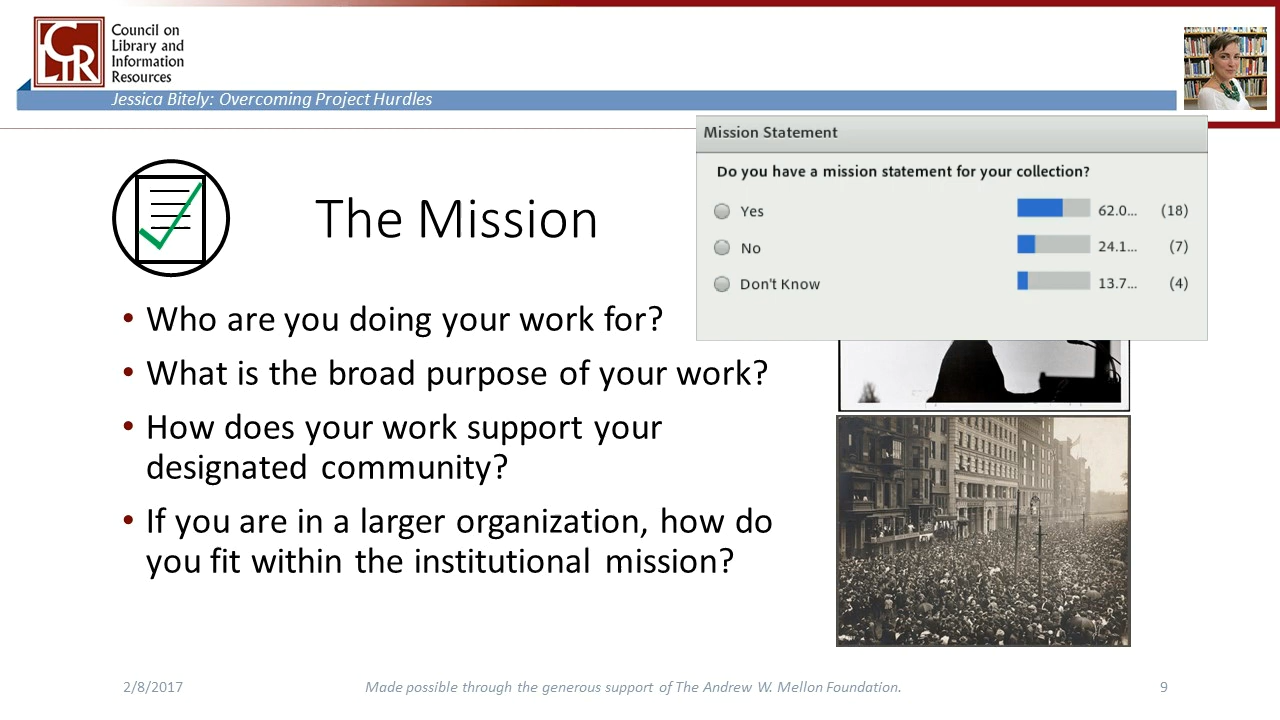 CLIR
Council on
Library and
Information
Resources
Jessica Bitely: Overcoming Project Hurdles
Mission Statement
Do you have a mission statement for your collection?
Yes 62.0... (18)
No 24.1... (7)
Don't Know 13.7... (4)
The Mission
• Who are you doing your work for?
• What is the broad purpose of your work?
• How does your work support your
designated community?
• If you are in a larger organization, how do
you fit within the institutional mission?
2/8/2017 Made possible through the generous support of The Andrew W. Mellon Foundation. 9